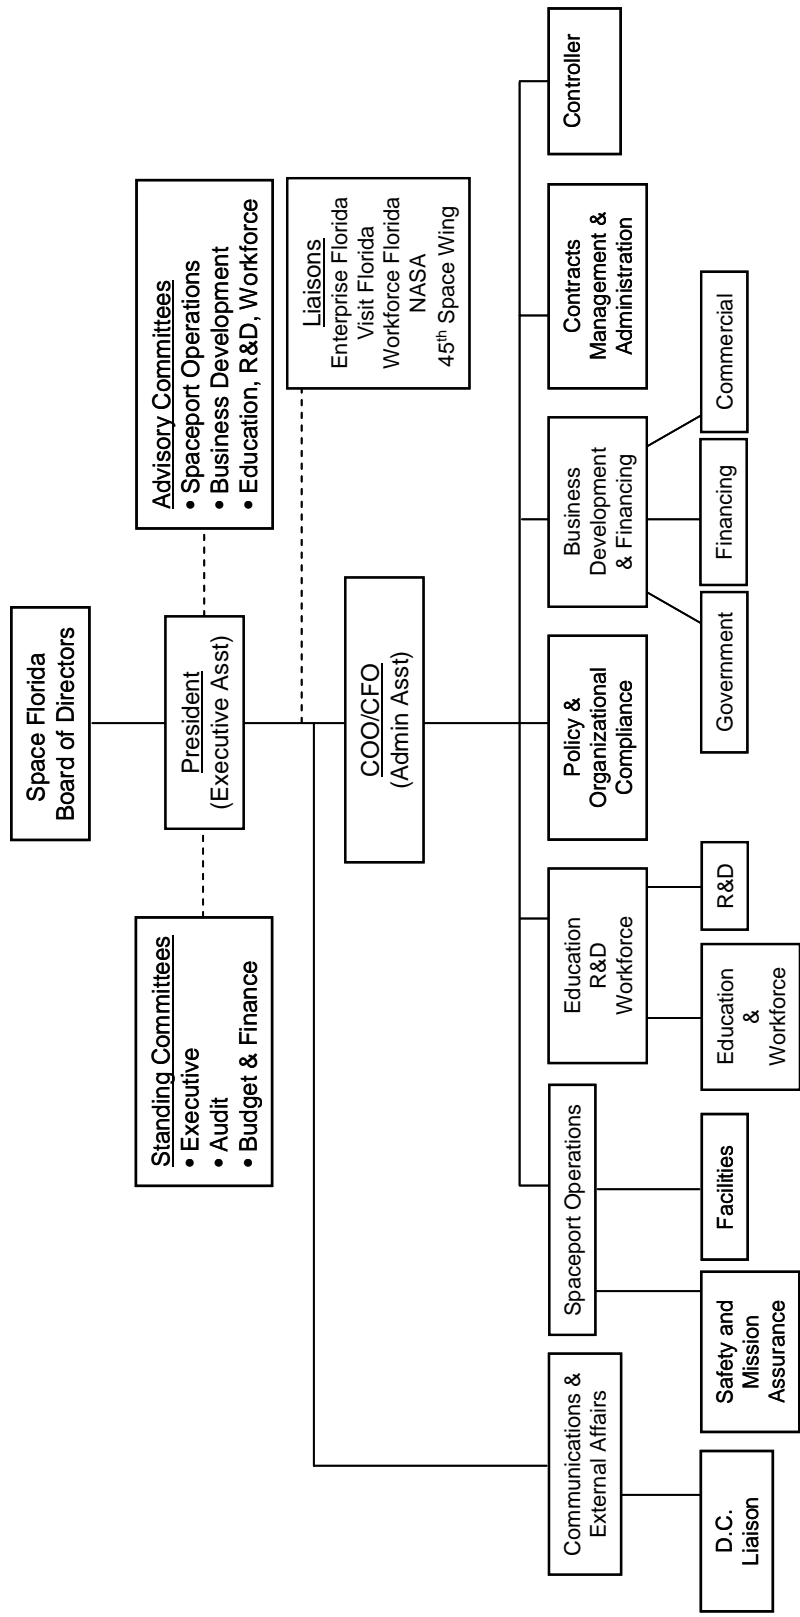 Space Florida
Board of Directors
Standing Committees
• Executive
• Audit
• Budget & Finance
President
(Executive Asst)
Advisory Committees
• Spaceport Operations
• Business Development
• Education, R&D, Workforce
Liaisons
Enterprise Florida
Visit Florida
Workforce Florida
NASA
45th Space Wing
COO/CFO
(Admin Asst)
Communications &
External Affairs
Spaceport Operations
Education
R&D
Workforce
Policy &
Organizational
Compliance
Business
Development
& Financing
Contracts
Management &
Administration
Controller
D.C.
Liaison
Safety and
Mission
Assurance
Facilities
Education
&
Workforce
R&D
Government
Financing
Commercial